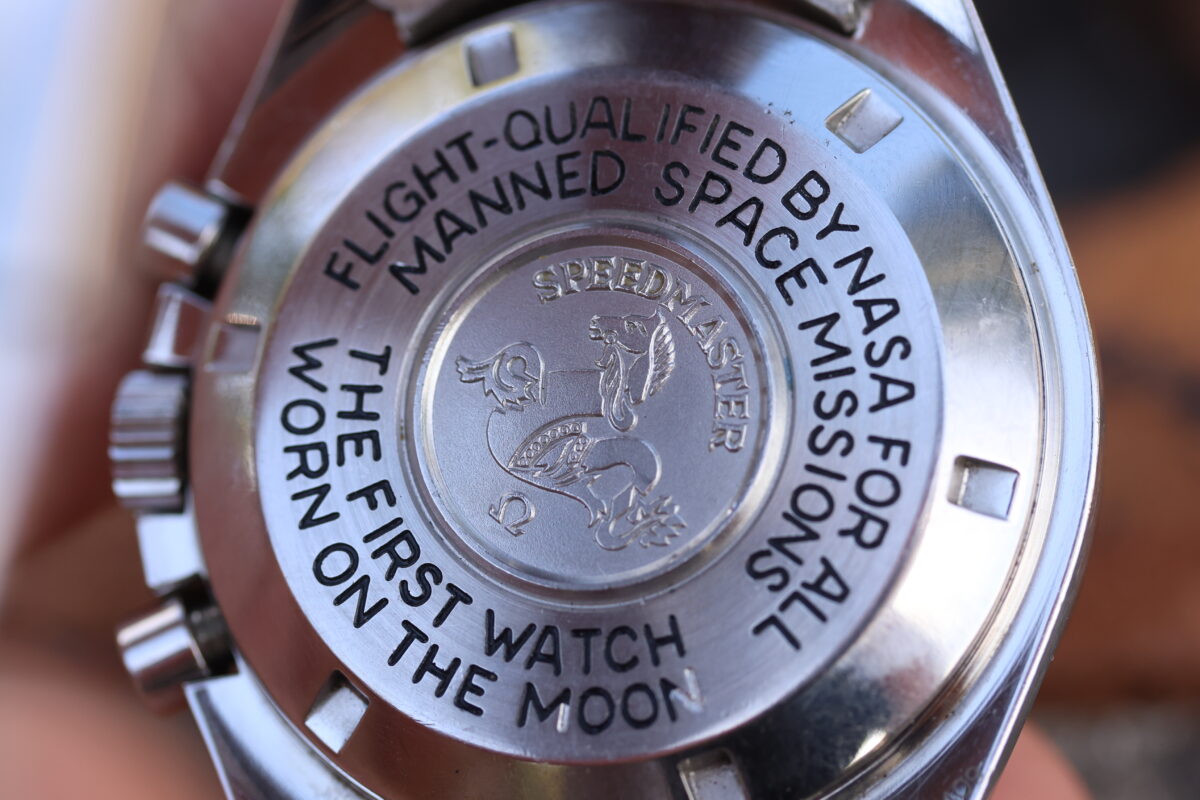 FLIGHT-QUALIFIED BY NASA FOR ALL
MANNED SPACE MISSIONS
THE FIRST WATCH
WORN ON THE MOON
SPEEDMASTER
Ω